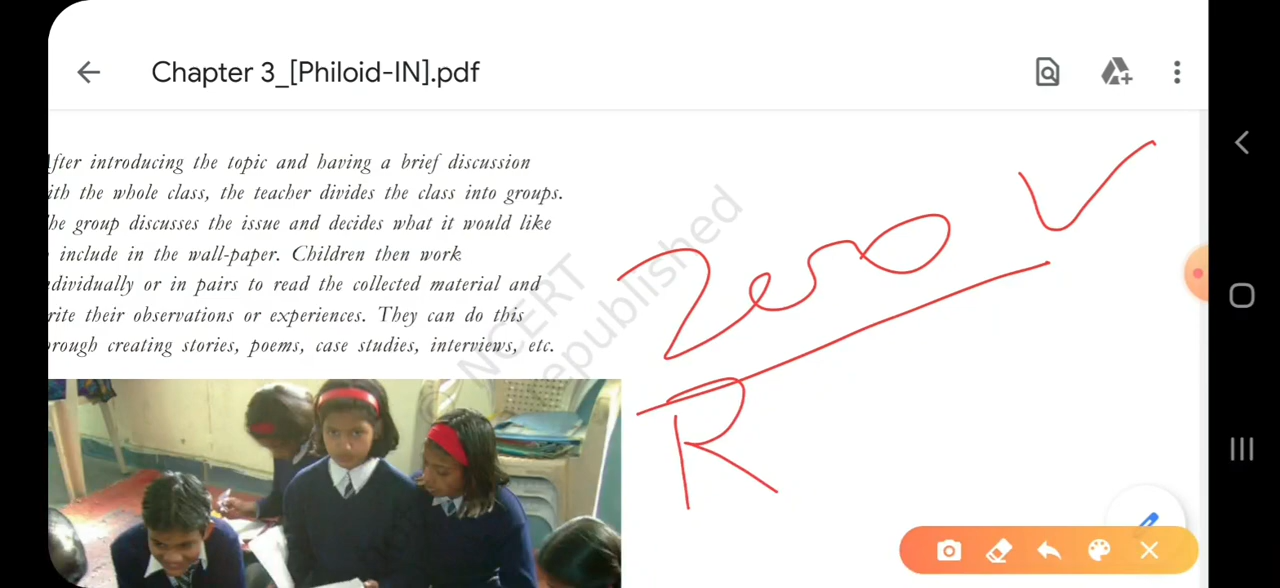 Chapter 3_[Philoid-IN].pdf
fter introducing the topic and having a brief discussion
ith the whole class, the teacher divides the class into groups.
he group discusses the issue and decides what it would like
include in the wall-paper. Children then work
dividually or in pairs to read the collected material and
rite their observations or experiences. They can do this
rough creating stories, poems, case studies, interviews, etc.
© NCERT
republished
Zero
R